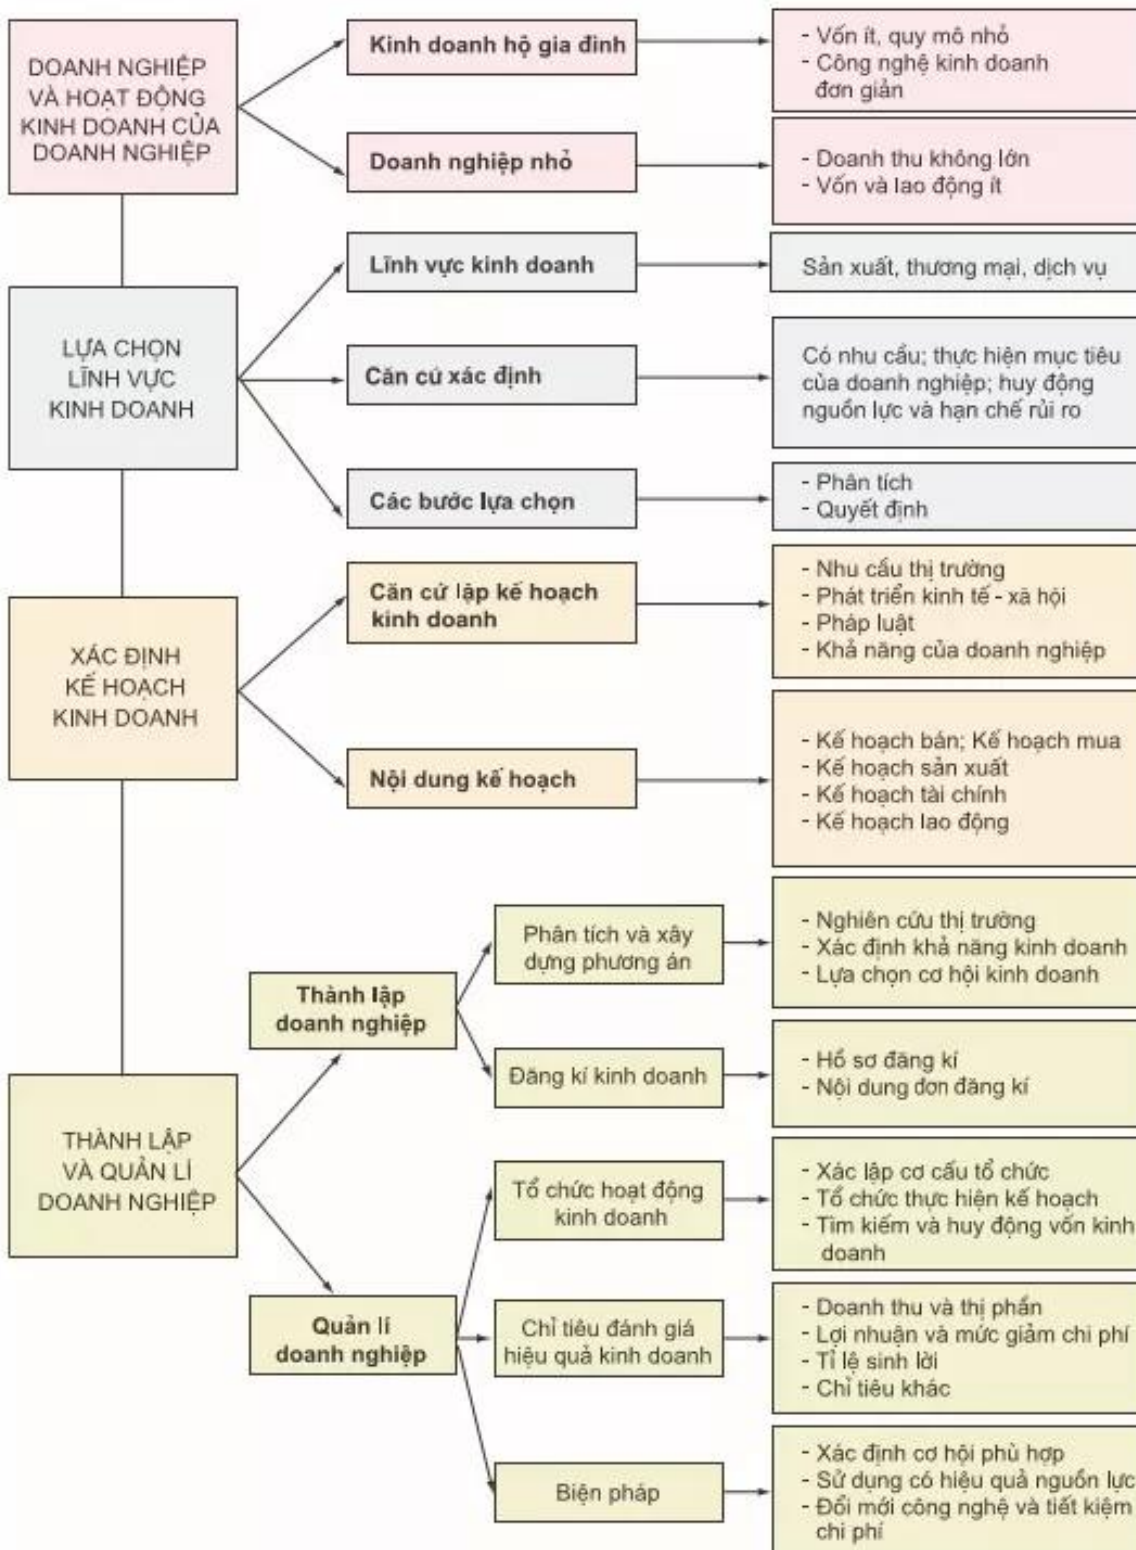 DOANH NGHIỆP
VÀ HOẠT ĐỘNG
KINH DOANH CỦA
DOANH NGHIỆP
Kinh doanh hộ gia đình
- Vốn ít, quy mô nhỏ
- Công nghệ kinh doanh
đơn giản
Doanh nghiệp nhỏ
- Doanh thu không lớn
- Vốn và lao động ít
LỰA CHỌN
LĨNH VỰC
KINH DOANH
Lĩnh vực kinh doanh
Sản xuất, thương mại, dịch vụ
Căn cứ xác định
Có nhu cầu; thực hiện mục tiêu
của doanh nghiệp; huy động
nguồn lực và hạn chế rủi ro
Các bước lựa chọn
- Phân tích
- Quyết định
XÁC ĐỊNH
KẾ HOẠCH
KINH DOANH
Căn cứ lập kế hoạch
kinh doanh
- Nhu cầu thị trường
- Phát triển kinh tế - xã hội
- Pháp luật
- Khả năng của doanh nghiệp
Nội dung kế hoạch
- Kế hoạch bán; Kế hoạch mua
- Kế hoạch sản xuất
- Kế hoạch tài chính
- Kế hoạch lao động
THÀNH LẬP
VÀ QUẢN LÍ
DOANH NGHIỆP
Thành lập
doanh nghiệp
Phân tích và xây
dựng phương án
- Nghiên cứu thị trường
- Xác định khả năng kinh doanh
- Lựa chọn cơ hội kinh doanh
Đăng kí kinh doanh
- Hồ sơ đăng kí
- Nội dung đơn đăng kí
Quản lí
doanh nghiệp
Tổ chức hoạt động
kinh doanh
- Xác lập cơ cấu tổ chức
- Tổ chức thực hiện kế hoạch
- Tìm kiếm và huy động vốn kinh
doanh
Chỉ tiêu đánh giá
hiệu quả kinh doanh
- Doanh thu và thị phần
- Lợi nhuận và mức giảm chi phí
- Tỉ lệ sinh lời
- Chỉ tiêu khác
Biện pháp
- Xác định cơ hội phù hợp
- Sử dụng có hiệu quả nguồn lực
- Đổi mới công nghệ và tiết kiệm
chi phí